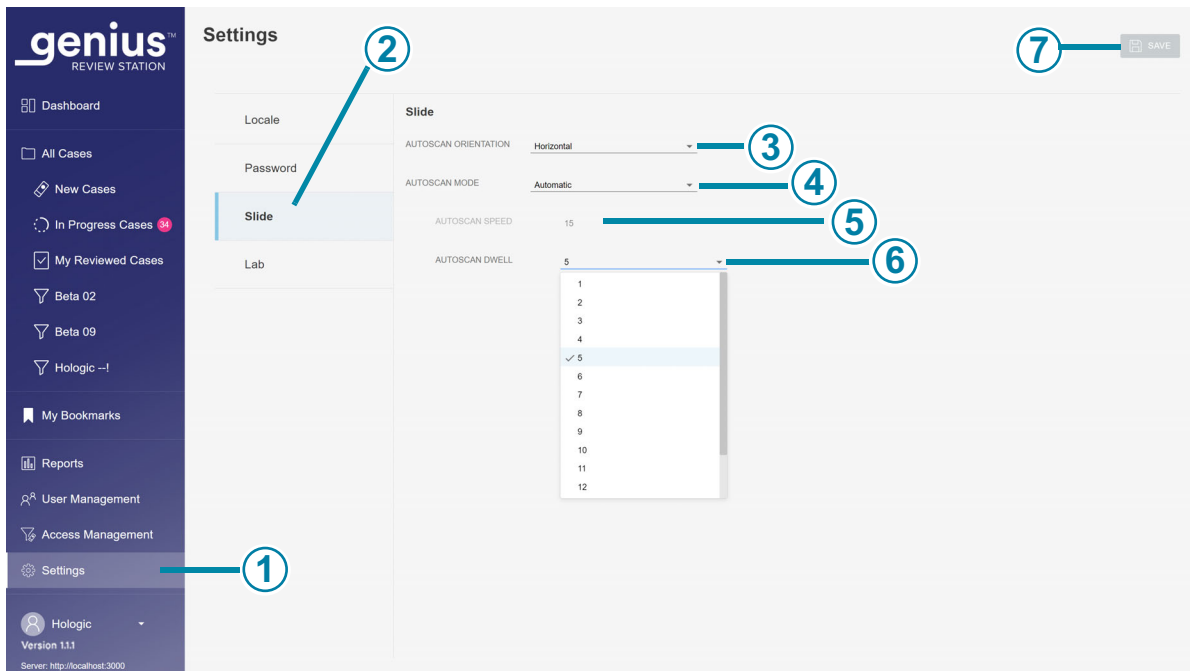 genius™
REVIEW STATION
Dashboard
All Cases
New Cases
In Progress Cases 34
My Reviewed Cases
Beta 02
Beta 09
Hologic --!
My Bookmarks
Reports
User Management
Access Management
Settings
Hologic
Version 1.1.1
Server: http://localhost:3000
Settings
SAVE
Locale
Password
Slide
Lab
Slide
AUTOSCAN ORIENTATION Horizontal
AUTOSCAN MODE Automatic
AUTOSCAN SPEED 15
AUTOSCAN DWELL 5
1
2
3
4
5
6
7
8
9
10
11
12
1
2
3
4
5
6
7